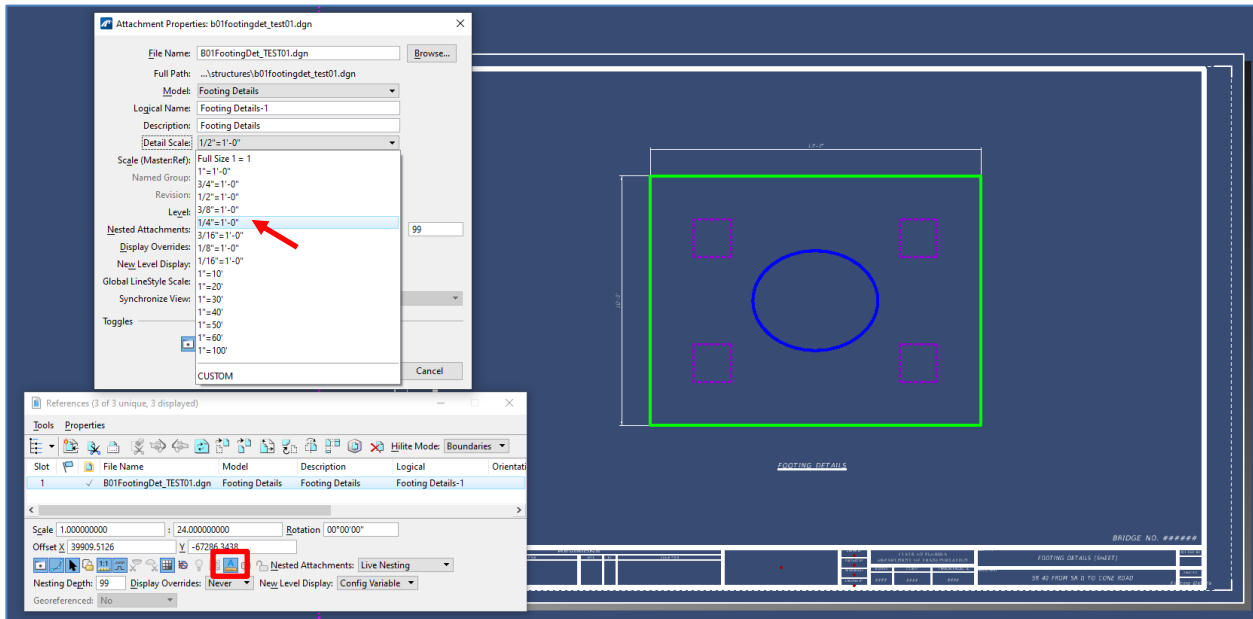 Attachment Properties: b01footingdet_test01.dgn
File Name: B01FootingDet_TEST01.dgn Browse...
Full Path: ...\structures\b01footingdet_test01.dgn
Model: Footing Details
Logical Name: Footing Details-1
Description: Footing Details
Detail Scale: 1/2"=1'-0"
Scale (Master:Ref):
Named Group:
Revision:
Level:
Nested Attachments: 99
Display Overrides:
New Level Display:
Global LineStyle Scale:
Synchronize View:
Toggles
Full Size 1 = 1
1"=1'-0"
3/4"=1'-0"
1/2"=1'-0"
3/8"=1'-0"
1/4"=1'-0"
3/16"=1'-0"
1/8"=1'-0"
1/16"=1'-0"
1"=10'
1"=20'
1"=30'
1"=40'
1"=50'
1"=60'
1"=100'
CUSTOM
Cancel
References (3 of 3 unique, 3 displayed)
Tools Properties
Hilite Mode: Boundaries
Slot File Name Model Description Logical Orientati
1 B01FootingDet_TEST01.dgn Footing Details Footing Details Footing Details-1
Scale 1.000000000 : 24.000000000 Rotation 00°00'00"
Offset X 39909.5126 Y -67286.3438
Nested Attachments: Live Nesting
Nesting Depth: 99 Display Overrides: Never New Level Display: Config Variable
Georeferenced: No
FOOTING DETAILS
BRIDGE NO. ######
STATE OF FLORIDA
DEPARTMENT OF TRANSPORTATION
FOOTING DETAILS (SHEET)
SR 40 FROM SR D TO CONE ROAD